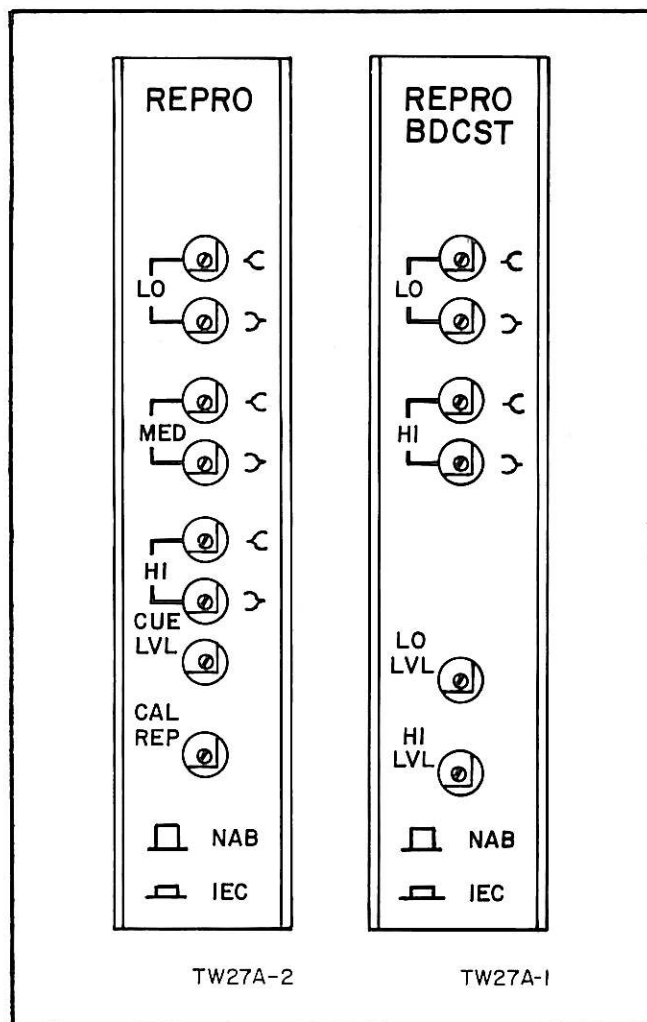 REPRO
LO
MED
HI
CUE
LVL
CAL
REP
NAB
IEC
TW27A-2
REPRO
BDCST
LO
HI
LO
LVL
HI
LVL
NAB
IEC
TW27A-1